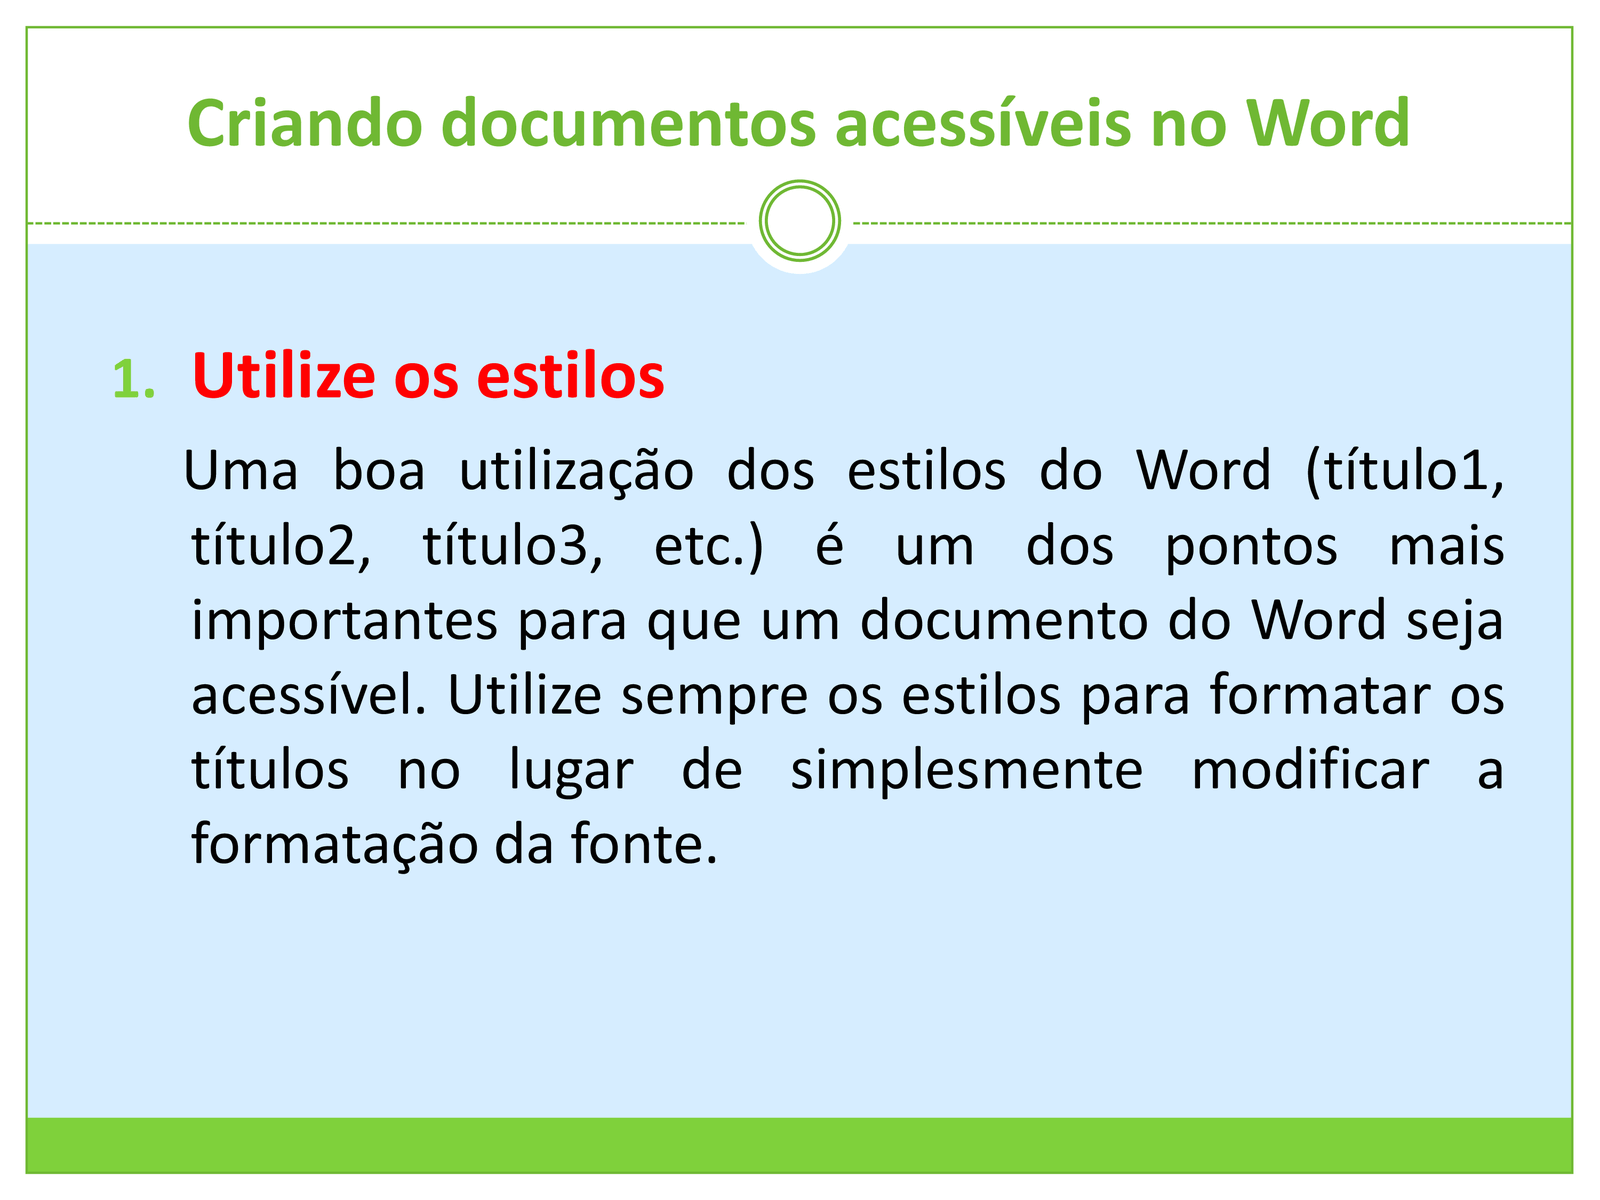 Criando documentos acessíveis no Word
1. Utilize os estilos
Uma boa utilização dos estilos do Word (título1,
título2, título3, etc.) é um dos pontos mais
importantes para que um documento do Word seja
acessível. Utilize sempre os estilos para formatar os
títulos no lugar de simplesmente modificar a
formatação da fonte.